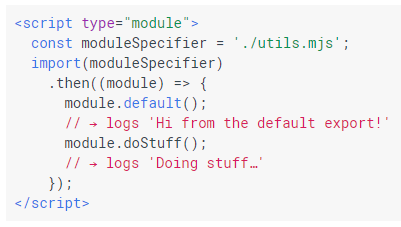 <script type="module">
const moduleSpecifier = './utils.mjs';
import(moduleSpecifier)
.then((module) => {
module.default();
// → logs 'Hi from the default export!'
module.doStuff();
// → logs 'Doing stuff…'
});
</script>